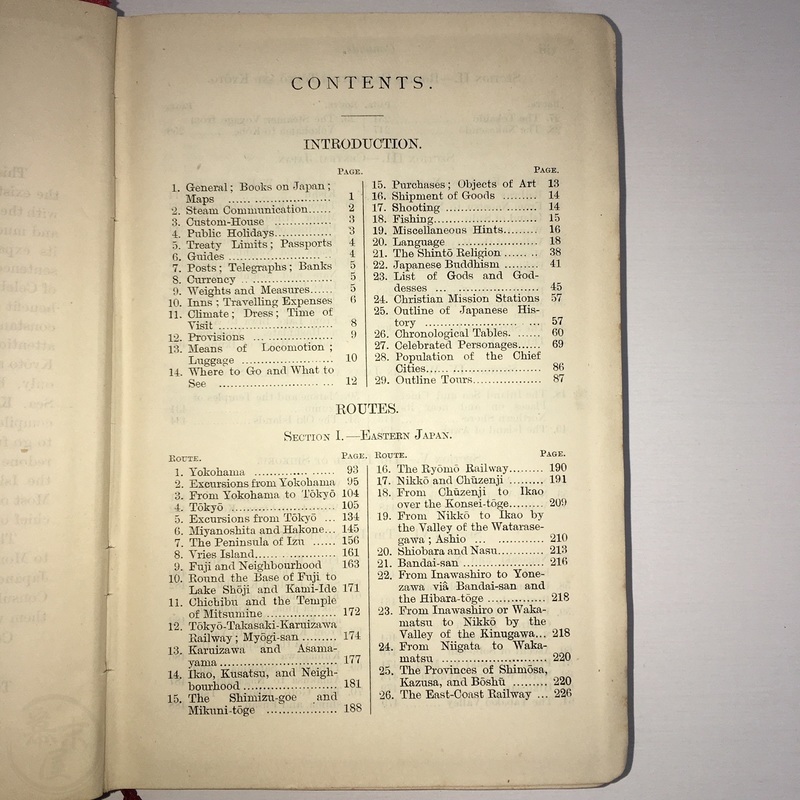 CONTENTS.
INTRODUCTION.
PAGE.
1. General; Books on Japan;
Maps ........................... 1
2. Steam Communication...... 2
3. Custom-House ............... 3
4. Public Holidays.............. 3
5. Treaty Limits; Passports 4
6. Guides ........................ 4
7. Posts; Telegraphs; Banks 5
8. Currency ..................... 5
9. Weights and Measures...... 5
10. Inns; Travelling Expenses 6
11. Climate; Dress; Time of
Visit ........................... 8
12. Provisions ................... 9
13. Means of Locomotion;
Luggage ..................... 10
14. Where to Go and What to
See ........................... 12
PAGE.
15. Purchases; Objects of Art 13
16. Shipment of Goods ......... 14
17. Shooting ..................... 14
18. Fishing........................ 15
19. Miscellaneous Hints......... 16
20. Language ..................... 18
21. The Shintō Religion ........ 38
22. Japanese Buddhism ......... 41
23. List of Gods and God-
desses ........................ 45
24. Christian Mission Stations 57
25. Outline of Japanese His-
tory ........................... 57
26. Chronological Tables. ....... 60
27. Celebrated Personages...... 69
28. Population of the Chief
Cities........................... 86
29. Outline Tours.................. 87
ROUTES.
SECTION I.—EASTERN JAPAN.
ROUTE. PAGE.
1. Yokohama ..................... 93
2. Excursions from Yokohama 95
3. From Yokohama to Tōkyō 104
4. Tōkyō ........................ 105
5. Excursions from Tōkyō ... 134
6. Miyanoshita and Hakone... 145
7. The Peninsula of Izu ...... 156
8. Vries Island.................. 161
9. Fuji and Neighbourhood 163
10. Round the Base of Fuji to
Lake Shōji and Kami-Ide 171
11. Chichibu and the Temple
of Mitsumine .................. 172
12. Tōkyō-Takasaki-Karuizawa
Railway; Myōgi-san ......... 174
13. Karuizawa and Asama-
yama ........................... 177
14. Ikao, Kusatsu, and Neigh-
bourhood ..................... 181
15. The Shimizu-goe and
Mikuni-tōge .................. 188
ROUTE. PAGE.
16. The Ryōmō Railway......... 190
17. Nikkō and Chūzenji ......... 191
18. From Chūzenji to Ikao
over the Konsei-tōge......... 209
19. From Nikkō to Ikao by
the Valley of the Watarase-
gawa; Ashio ... ............ 210
20. Shiobara and Nasu............ 213
21. Bandai-san .................. 216
22. From Inawashiro to Yone-
zawa viâ Bandai-san and
the Hibara-tōge ............... 218
23. From Inawashiro or Waka-
matsu to Nikkō by the
Valley of the Kinugawa... 218
24. From Niigata to Waka-
matsu ........................ 220
25. The Provinces of Shimōsa,
Kazusa, and Bōshū ......... 220
26. The East-Coast Railway ... 226